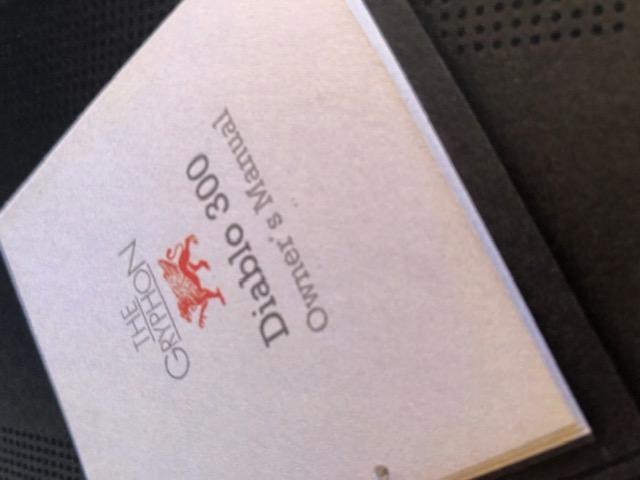 THE
GRYPHON
Diablo 300
Owner's Manual